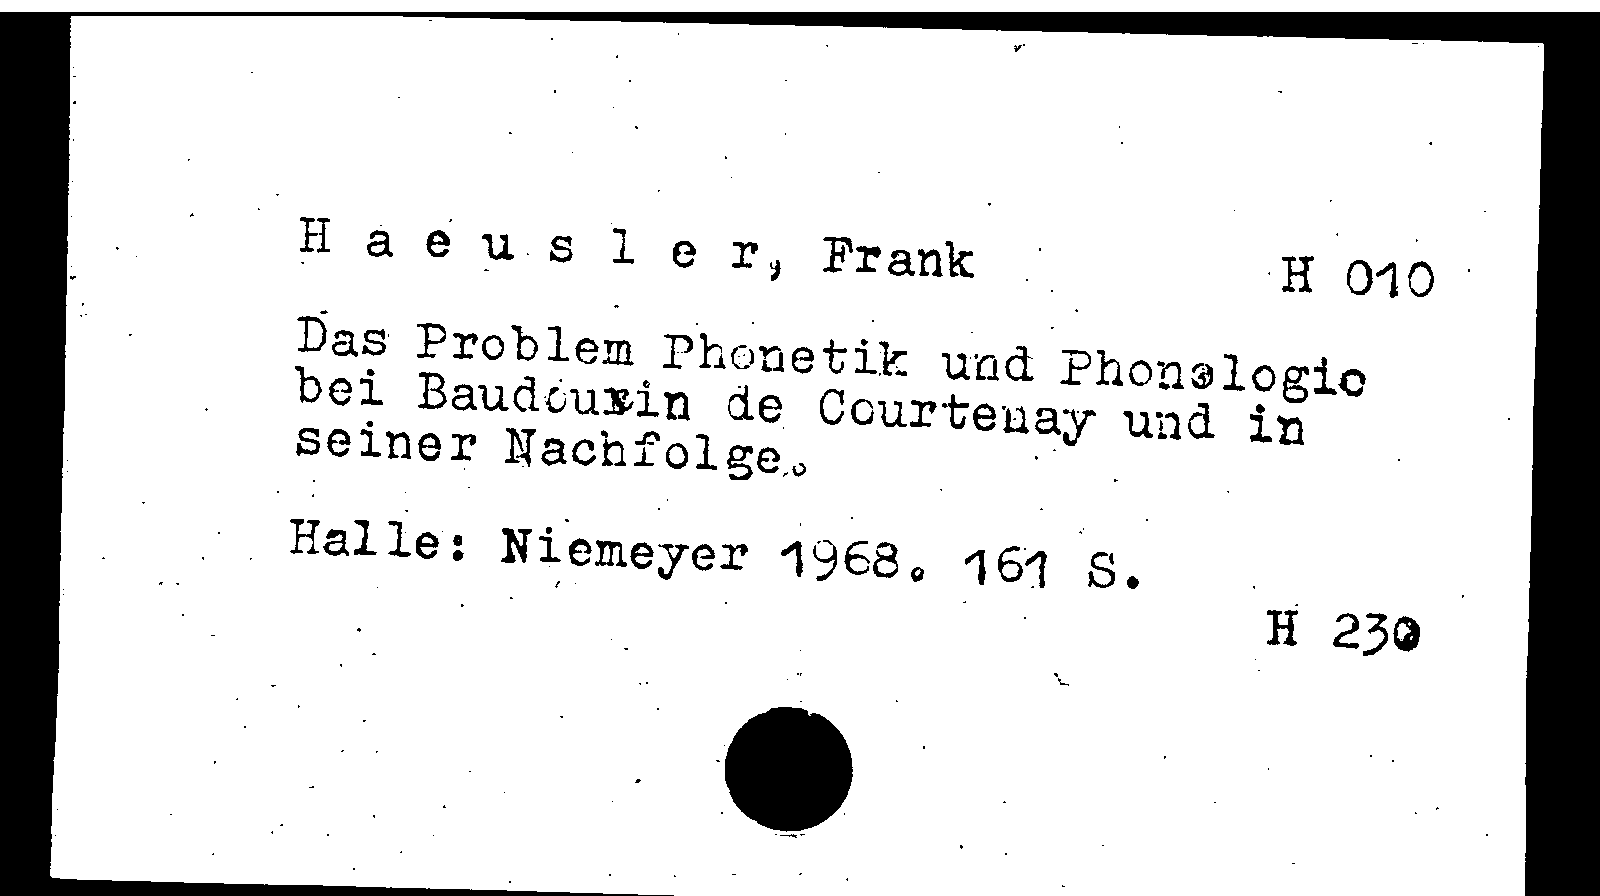 H a e u s l e r, Frank
H 010
Das Problem Phonetik und Phonologie
bei Baudouin de Courtenay und in
seiner Nachfolge.
Halle: Niemeyer 1968. 161 S.
H 230